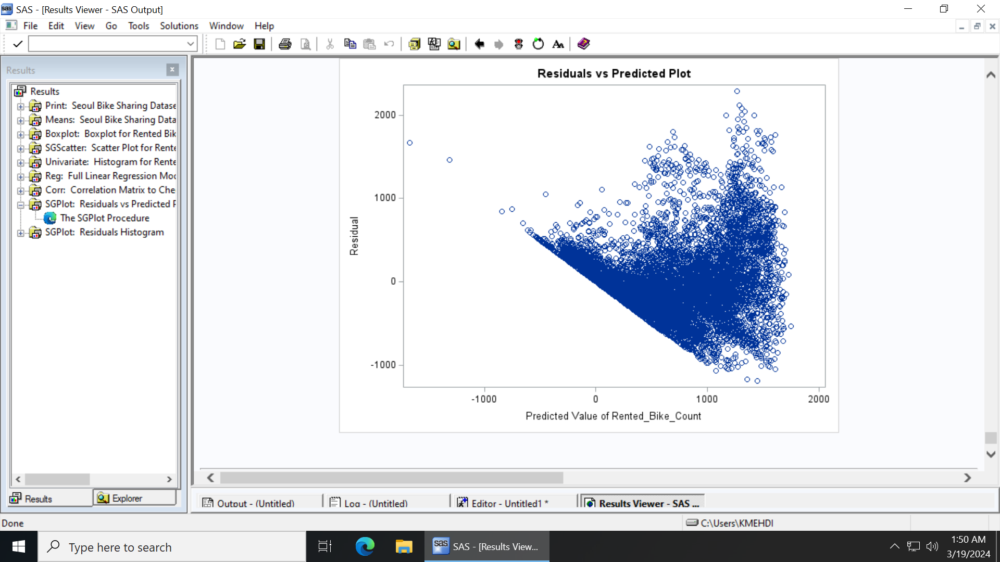 SAS - [Results Viewer - SAS Output]
File Edit View Go Tools Solutions Window Help
Results
Results
Print: Seoul Bike Sharing Datase
Means: Seoul Bike Sharing Data
Boxplot: Boxplot for Rented Bik
SGScatter: Scatter Plot for Rente
Univariate: Histogram for Rente
Reg: Full Linear Regression Mod
Corr: Correlation Matrix to Che
SGPlot: Residuals vs Predicted P
The SGPlot Procedure
SGPlot: Residuals Histogram
Residuals vs Predicted Plot
2000
1000
0
-1000
Residual
-1000 0 1000 2000
Predicted Value of Rented_Bike_Count
Results Explorer
Output - (Untitled) Log - (Untitled) Editor - Untitled1 * Results Viewer - SAS ...
Done C:\Users\KMEHDI
Type here to search
SAS - [Results View...
1:50 AM
3/19/2024